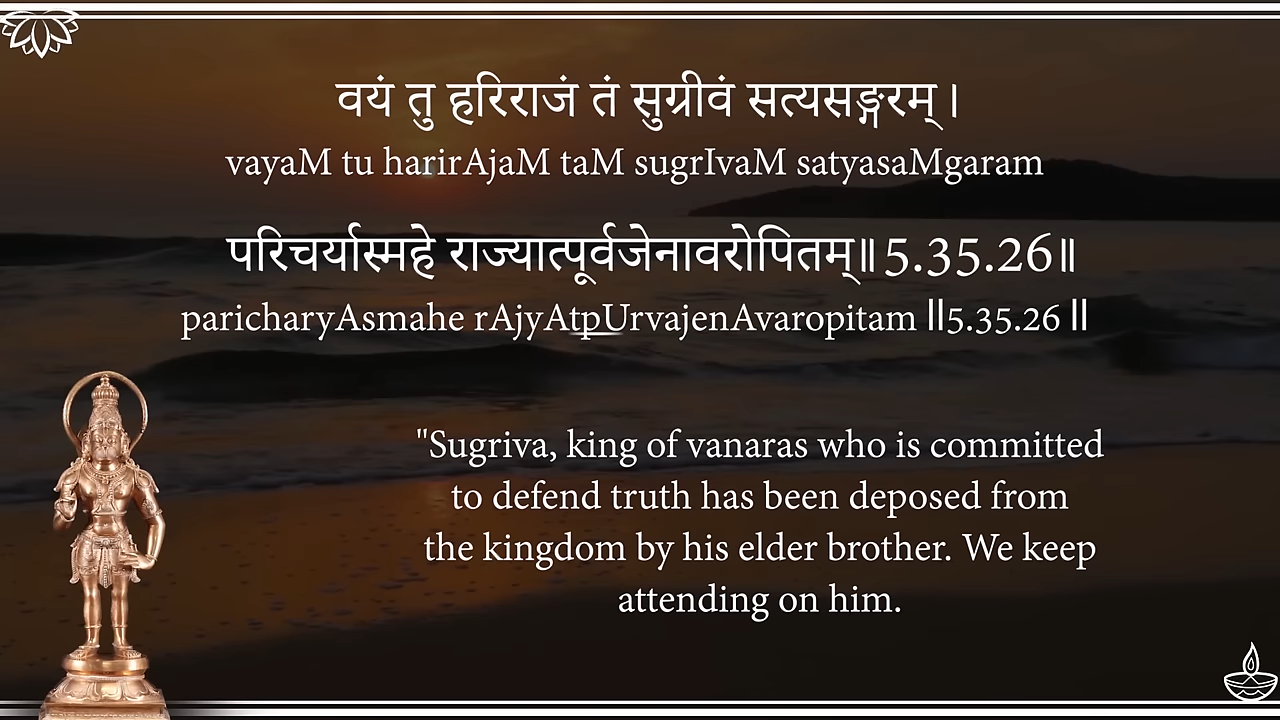 वयं तु हरिराजं तं सुग्रीवं सत्यसङ्गरम् ।
vayaM tu harirAjaM taM sugrIvaM satyasaMgaram
परिचर्यास्महे राज्यात्पूर्वजेनावरोपितम्॥5.35.26॥
paricharyAsmahe rAjyAtpUrvajenAvaropitam ||5.35.26 ||
"Sugriva, king of vanaras who is committed
to defend truth has been deposed from
the kingdom by his elder brother. We keep
attending on him.